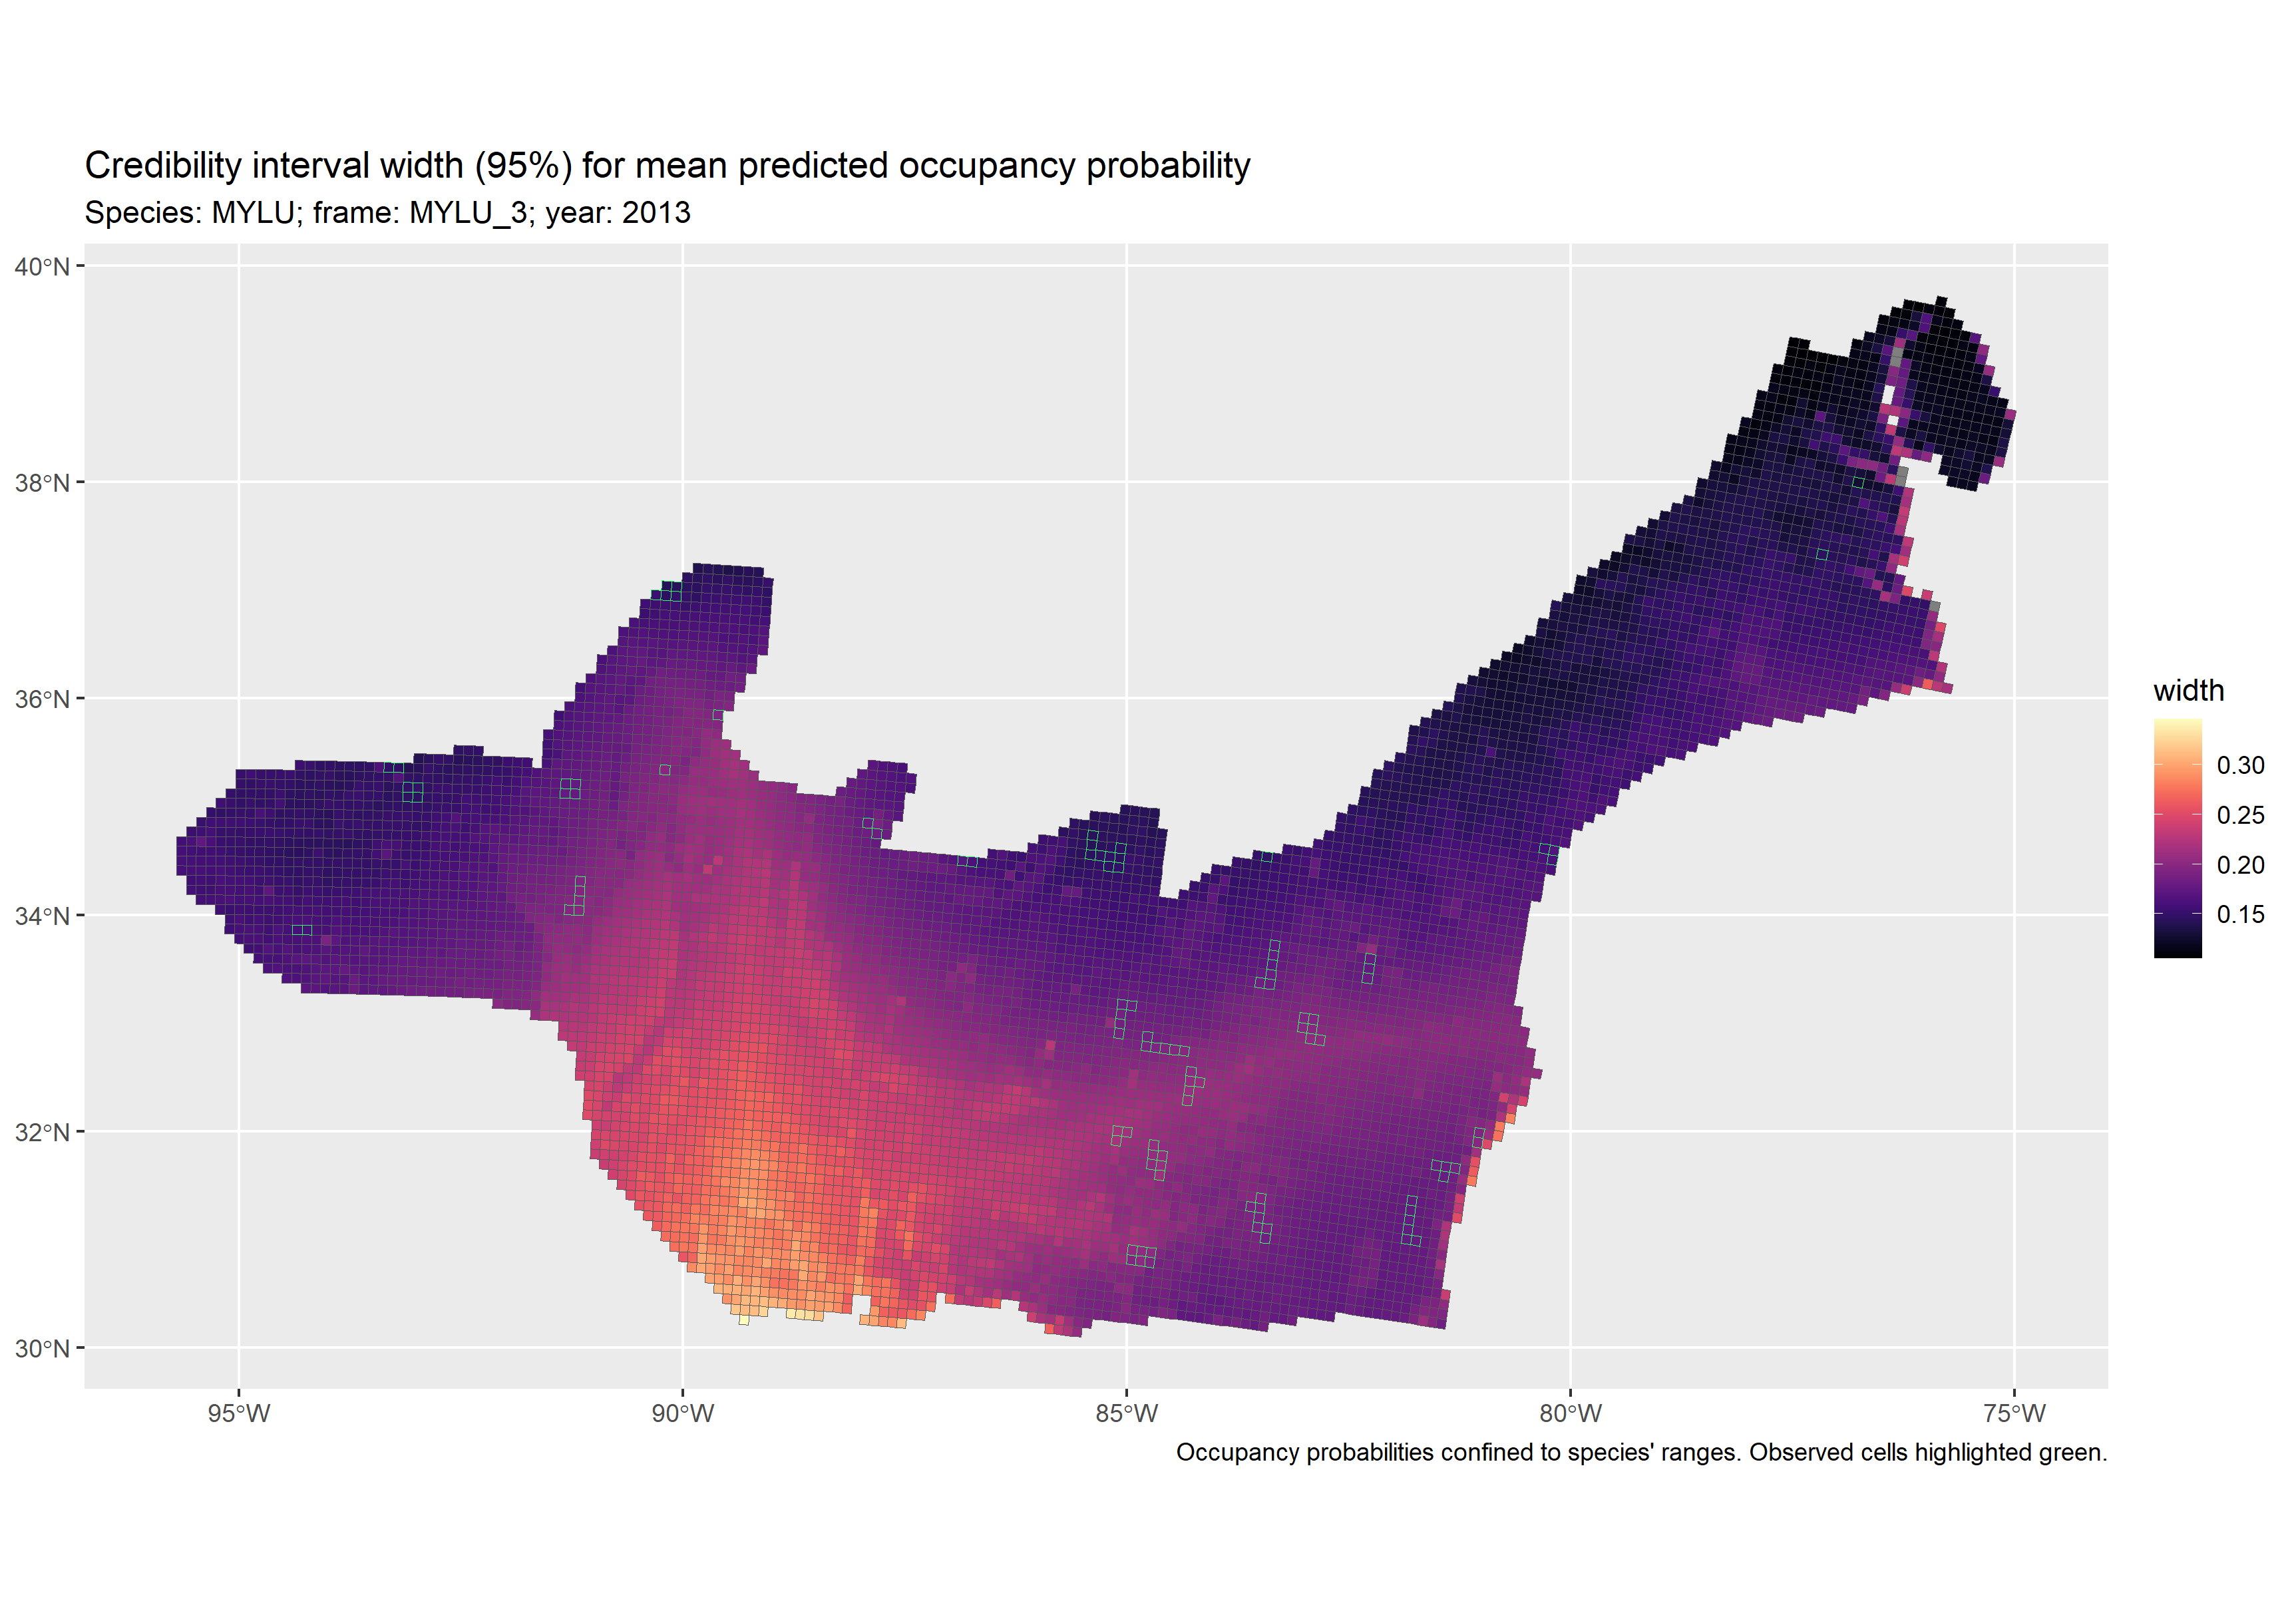 Credibility interval width (95%) for mean predicted occupancy probability
Species: MYLU; frame: MYLU_3; year: 2013
40°N
38°N
36°N
34°N
32°N
30°N
95°W
90°W
85°W
80°W
75°W
width
0.30
0.25
0.20
0.15
Occupancy probabilities confined to species' ranges. Observed cells highlighted green.